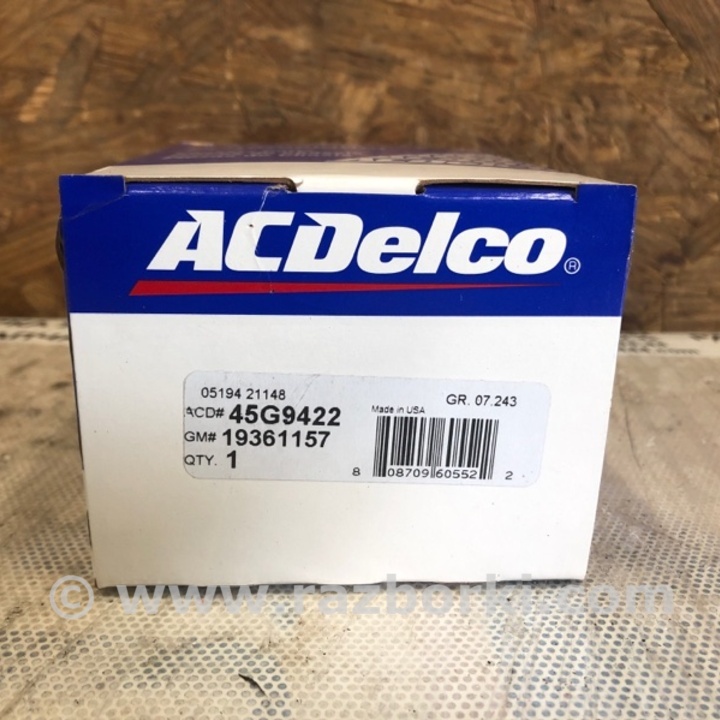 ACDelco®
05194 21148
GR. 07.243
ACD# 45G9422
Made in USA
GM# 19361157
QTY. 1
8 08709 60552 2
© www.razborki.com